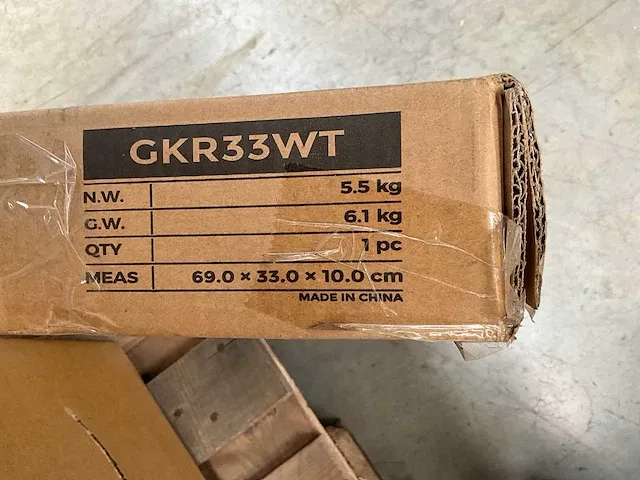 GKR33WT
N.W. 5.5 kg
G.W. 6.1 kg
QTY 1 pc
MEAS 69.0 × 33.0 × 10.0 cm
MADE IN CHINA